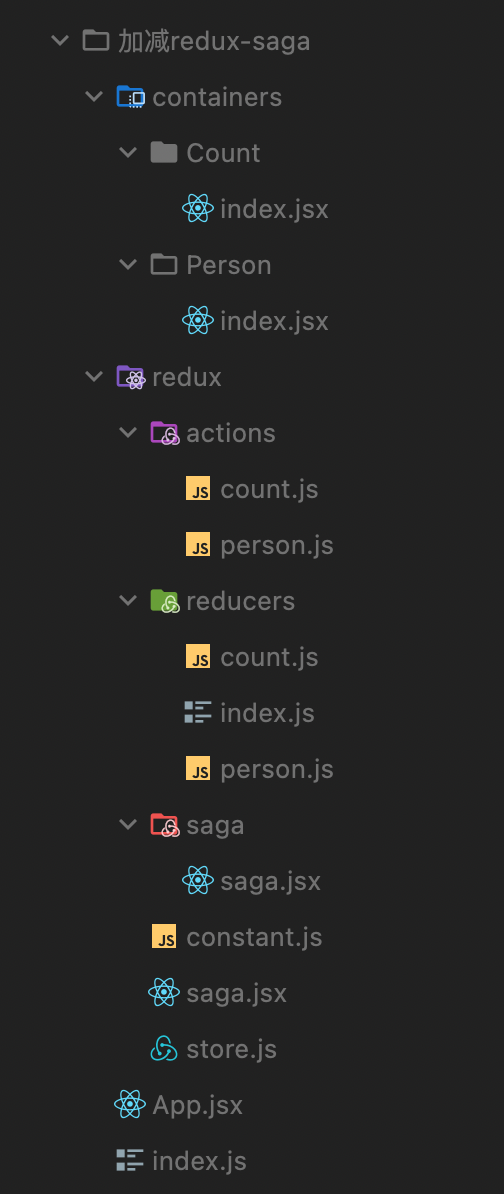 加减redux-saga
containers
Count
index.jsx
Person
index.jsx
redux
actions
JS count.js
JS person.js
reducers
JS count.js
index.js
JS person.js
saga
saga.jsx
JS constant.js
saga.jsx
store.js
App.jsx
index.js